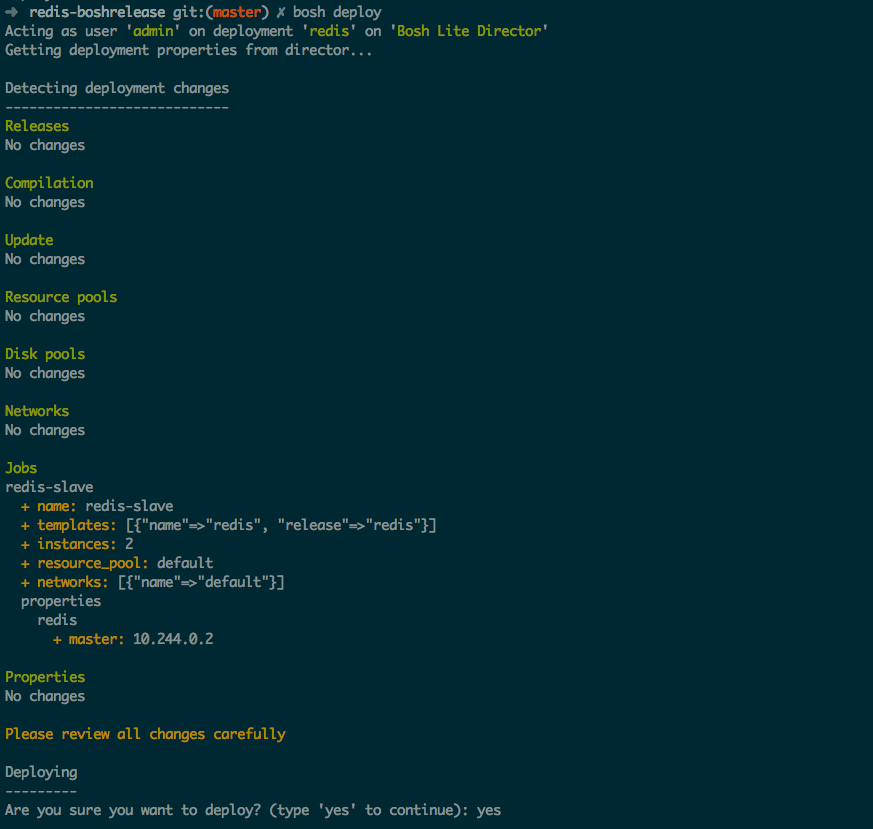 ➜ redis-boshrelease git:(master) ✗ bosh deploy
Acting as user 'admin' on deployment 'redis' on 'Bosh Lite Director'
Getting deployment properties from director...

Detecting deployment changes
----------------------------
Releases
No changes

Compilation
No changes

Update
No changes

Resource pools
No changes

Disk pools
No changes

Networks
No changes

Jobs
redis-slave
  + name: redis-slave
  + templates: [{"name"=>"redis", "release"=>"redis"}]
  + instances: 2
  + resource_pool: default
  + networks: [{"name"=>"default"}]
  properties
    redis
      + master: 10.244.0.2

Properties
No changes

Please review all changes carefully

Deploying
---------
Are you sure you want to deploy? (type 'yes' to continue): yes